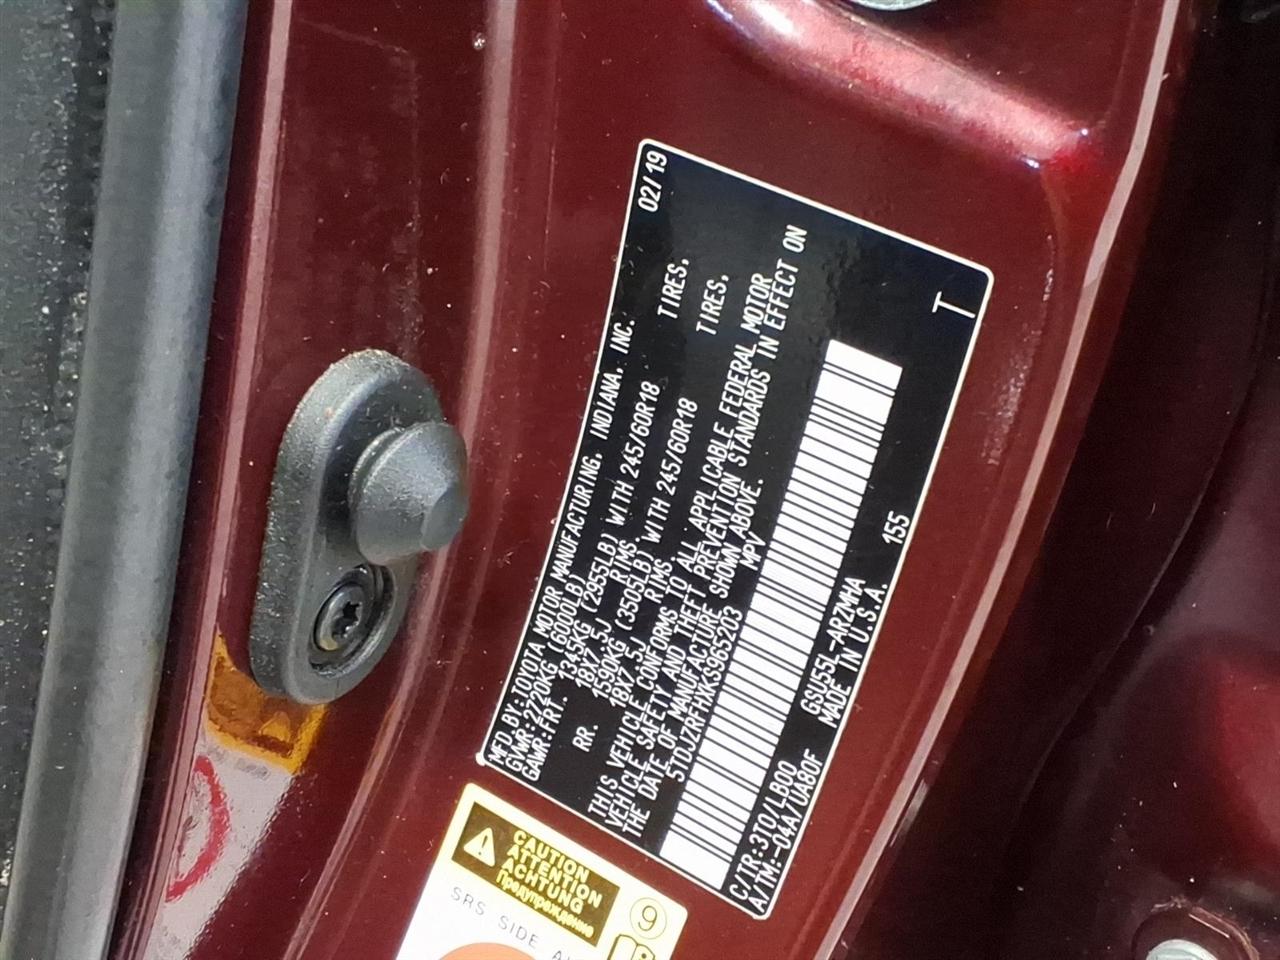 02/19
MFD.BY:TOYOTA MOTOR MANUFACTURING, INDIANA, INC.
GVWR:2720KG (6000LB)
GAWR:FRT. 1345KG (2955LB) WITH 245/60R18 TIRES,
18X7.5J RIMS.
RR. 1590KG (3505LB) WITH 245/60R18 TIRES,
18X7.5J RIMS.
THIS VEHICLE CONFORMS TO ALL APPLICABLE FEDERAL MOTOR
VEHICLE SAFETY AND THEFT PREVENTION STANDARDS IN EFFECT ON
THE DATE OF MANUFACTURE SHOWN ABOVE.
5TDJZRFHXKS965203 MPV
C/TR:3T0/LB00 GSU55L-ARZMHA 155
A/TM:-04A/UA80F MADE IN U.S.A.
T
CAUTION
ATTENTION
ACHTUNG
Предупреждение
9
SRS SIDE